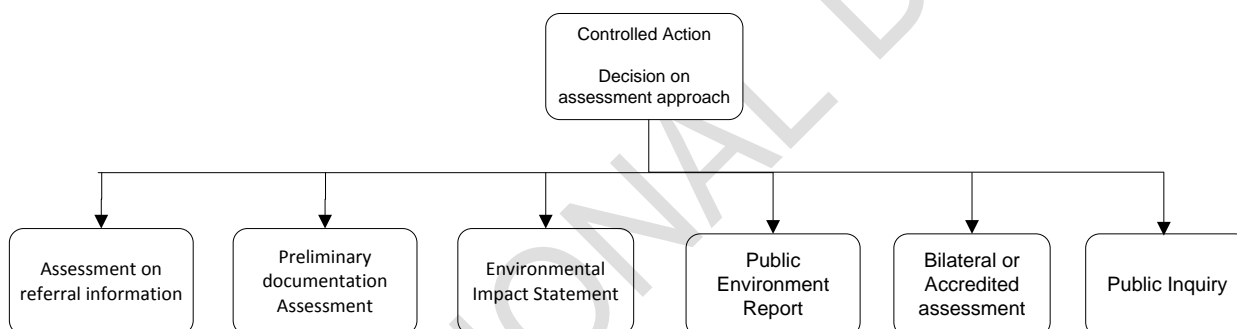 Controlled Action
Decision on
assessment approach
Assessment on
referral information
Preliminary
documentation
Assessment
Environmental
Impact Statement
Public
Environment
Report
Bilateral or
Accredited
assessment
Public Inquiry